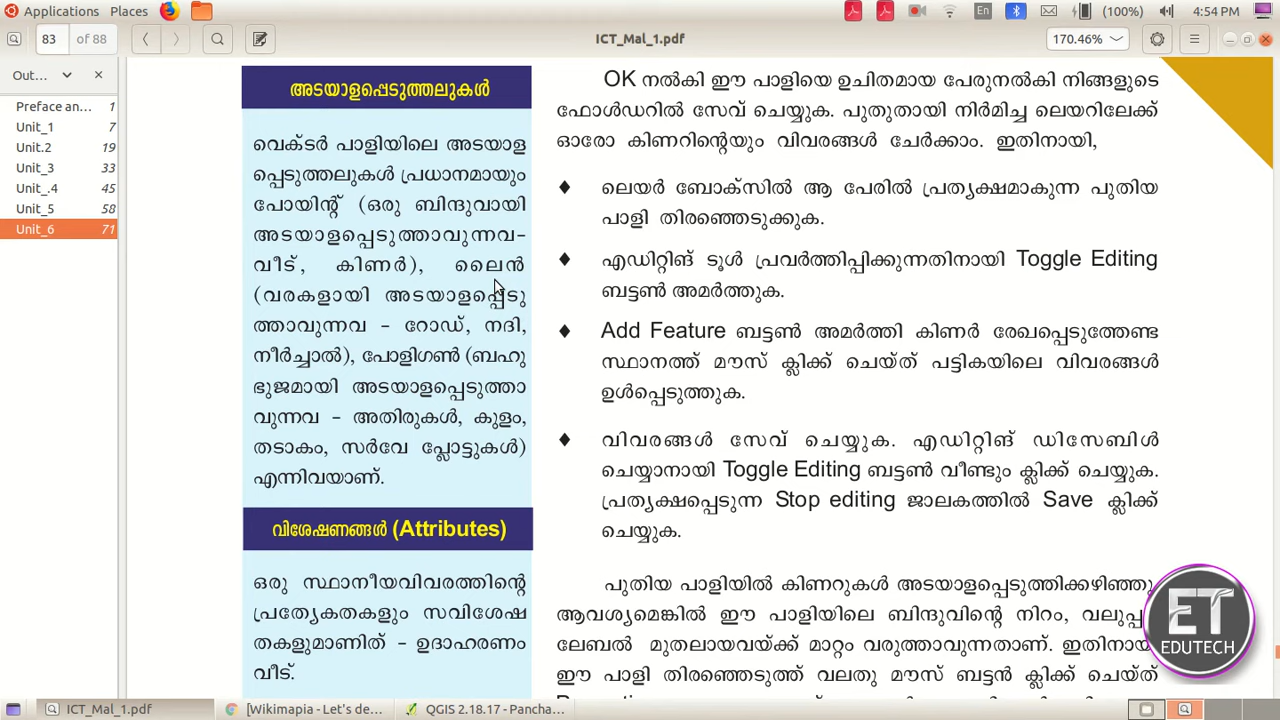 Applications Places En (100%) 4:54 PM
83 of 88 ICT_Mal_1.pdf 170.46%
Out...
Preface an... 1
Unit_1 7
Unit.2 19
Unit_3 33
Unit_.4 45
Unit_5 58
Unit_6 71
അടയാളപ്പെടുത്തലുകൾ
വെക്ടർ പാളിയിലെ അടയാള
പ്പെടുത്തലുകൾ പ്രധാനമായും
പോയിന്റ് (ഒരു ബിന്ദുവായി
അടയാളപ്പെടുത്താവുന്നവ-
വീട്, കിണർ), ലൈൻ
(വരകളായി അടയാളപ്പെടു
ത്താവുന്നവ - റോഡ്, നദി,
നീർച്ചാൽ), പോളിഗൺ (ബഹു
ഭുജമായി അടയാളപ്പെടുത്താ
വുന്നവ - അതിരുകൾ, കുളം,
തടാകം, സർവേ പ്ലോട്ടുകൾ)
എന്നിവയാണ്.
വിശേഷണങ്ങൾ (Attributes)
ഒരു സ്ഥാനീയവിവരത്തിന്റെ
പ്രത്യേകതകളും സവിശേഷ
തകളുമാണിത് - ഉദാഹരണം
വീട്.
OK നൽകി ഈ പാളിയെ ഉചിതമായ പേരുനൽകി നിങ്ങളുടെ
ഫോൾഡറിൽ സേവ് ചെയ്യുക. പുതുതായി നിർമിച്ച ലെയറിലേക്ക്
ഓരോ കിണറിന്റെയും വിവരങ്ങൾ ചേർക്കാം. ഇതിനായി,
♦ ലെയർ ബോക്സിൽ ആ പേരിൽ പ്രത്യക്ഷമാകുന്ന പുതിയ
പാളി തിരഞ്ഞെടുക്കുക.
♦ എഡിറ്റിങ് ടൂൾ പ്രവർത്തിപ്പിക്കുന്നതിനായി Toggle Editing
ബട്ടൺ അമർത്തുക.
♦ Add Feature ബട്ടൺ അമർത്തി കിണർ രേഖപ്പെടുത്തേണ്ട
സ്ഥാനത്ത് മൗസ് ക്ലിക്ക് ചെയ്ത് പട്ടികയിലെ വിവരങ്ങൾ
ഉൾപ്പെടുത്തുക.
♦ വിവരങ്ങൾ സേവ് ചെയ്യുക. എഡിറ്റിങ് ഡിസേബിൾ
ചെയ്യാനായി Toggle Editing ബട്ടൺ വീണ്ടും ക്ലിക്ക് ചെയ്യുക.
പ്രത്യക്ഷപ്പെടുന്ന Stop editing ജാലകത്തിൽ Save ക്ലിക്ക്
ചെയ്യുക.
പുതിയ പാളിയിൽ കിണറുകൾ അടയാളപ്പെടുത്തിക്കഴിഞ്ഞു
ആവശ്യമെങ്കിൽ ഈ പാളിയിലെ ബിന്ദുവിന്റെ നിറം, വലുപ്പ
ലേബൽ മുതലായവയ്ക്ക് മാറ്റം വരുത്താവുന്നതാണ്. ഇതിനായ
ഈ പാളി തിരഞ്ഞെടുത്ത് വലതു മൗസ് ബട്ടൻ ക്ലിക്ക് ചെയ്ത്
ET
EDUTECH
ICT_Mal_1.pdf [Wikimapia - Let's de... QGIS 2.18.17 - Pancha...